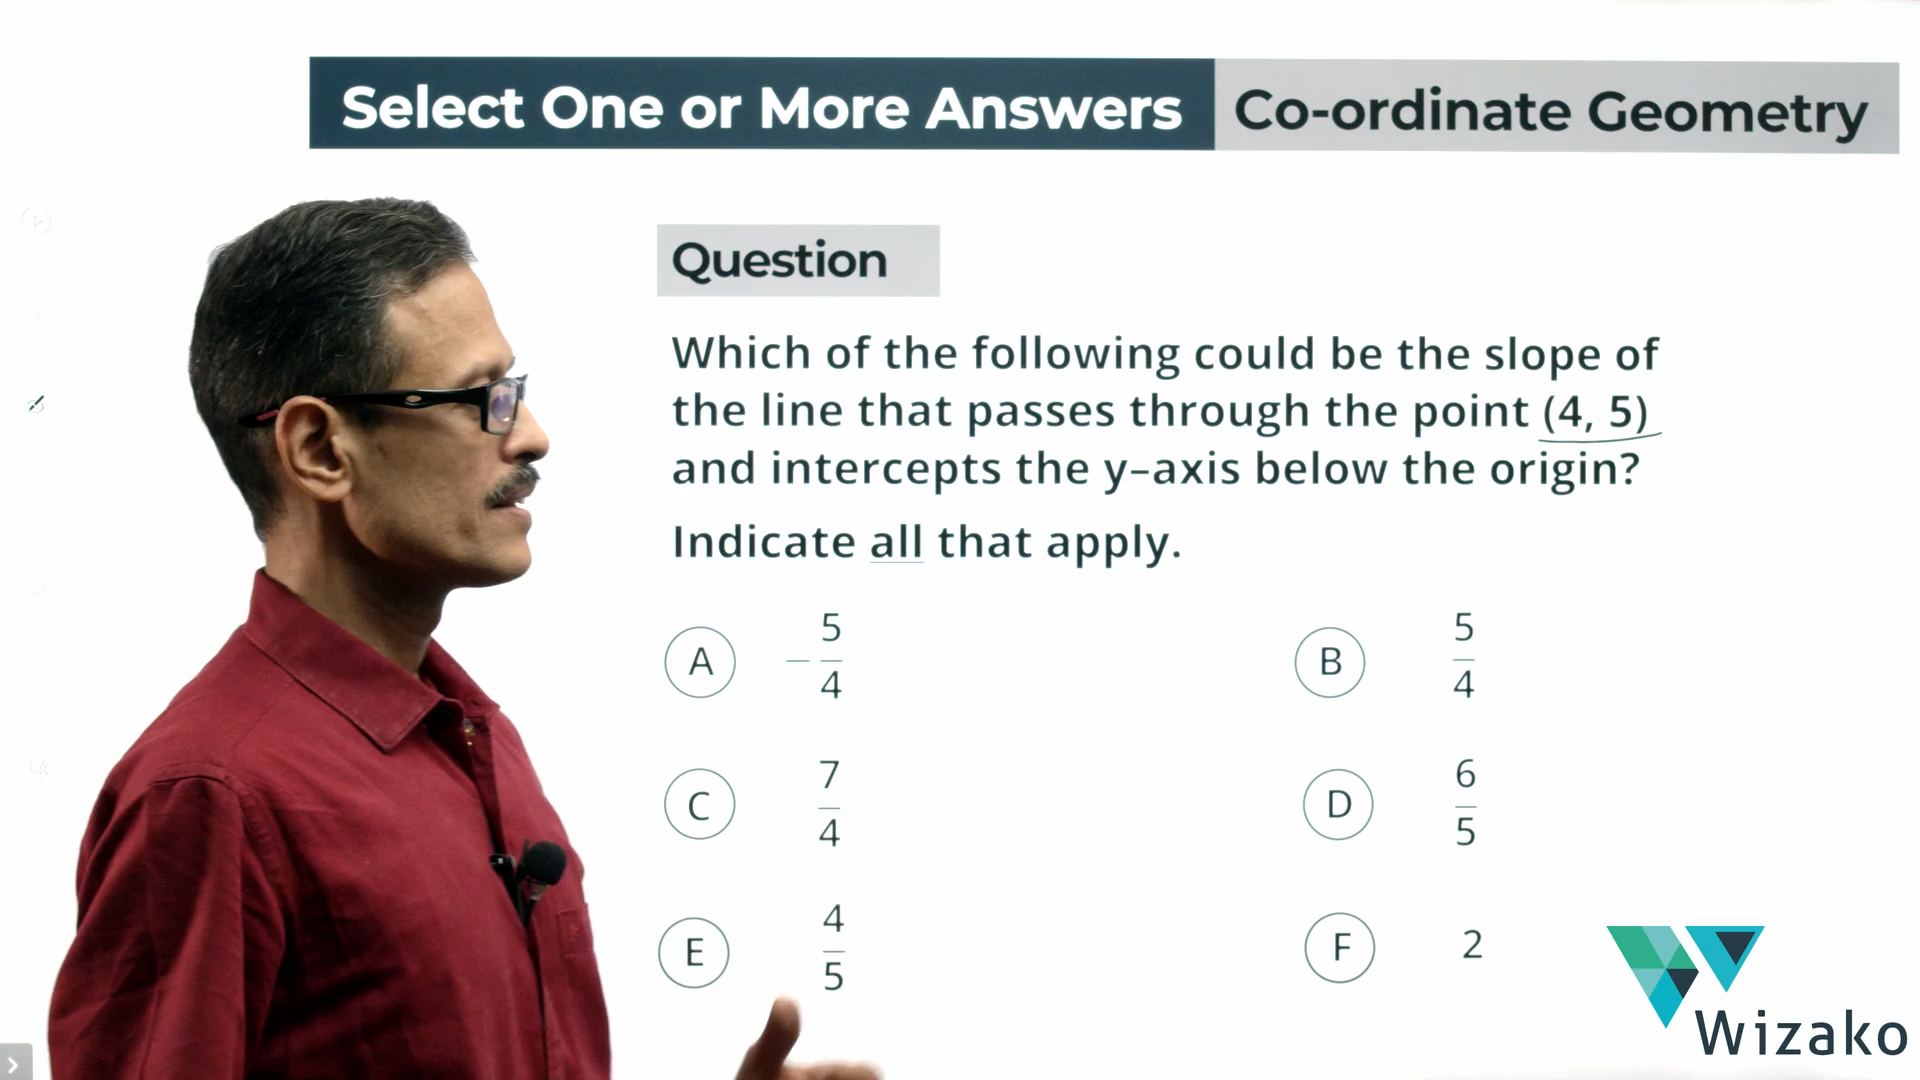 Select One or More Answers Co-ordinate Geometry
Question
Which of the following could be the slope of
the line that passes through the point (4, 5)
and intercepts the y–axis below the origin?
Indicate all that apply.
A −5/4 B 5/4
C 7/4 D 6/5
E 4/5 F 2
Wizako